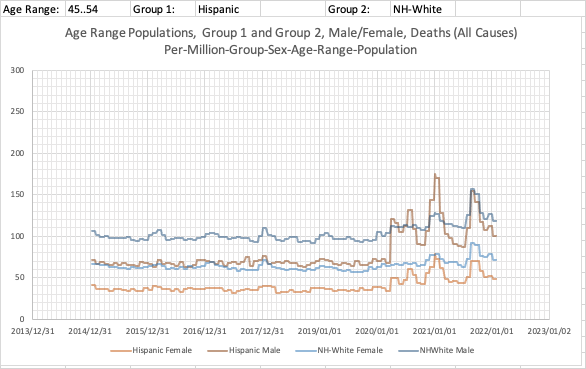 Age Range: 45..54 Group 1: Hispanic Group 2: NH-White
Age Range Populations, Group 1 and Group 2, Male/Female, Deaths (All Causes)
Per-Million-Group-Sex-Age-Range-Population
300
250
200
150
100
50
0
2013/12/31 2014/12/31 2015/12/31 2016/12/31 2017/12/31 2019/01/01 2020/01/01 2021/01/01 2022/01/01 2023/01/02
Hispanic Female Hispanic Male NH-White Female NHWhite Male